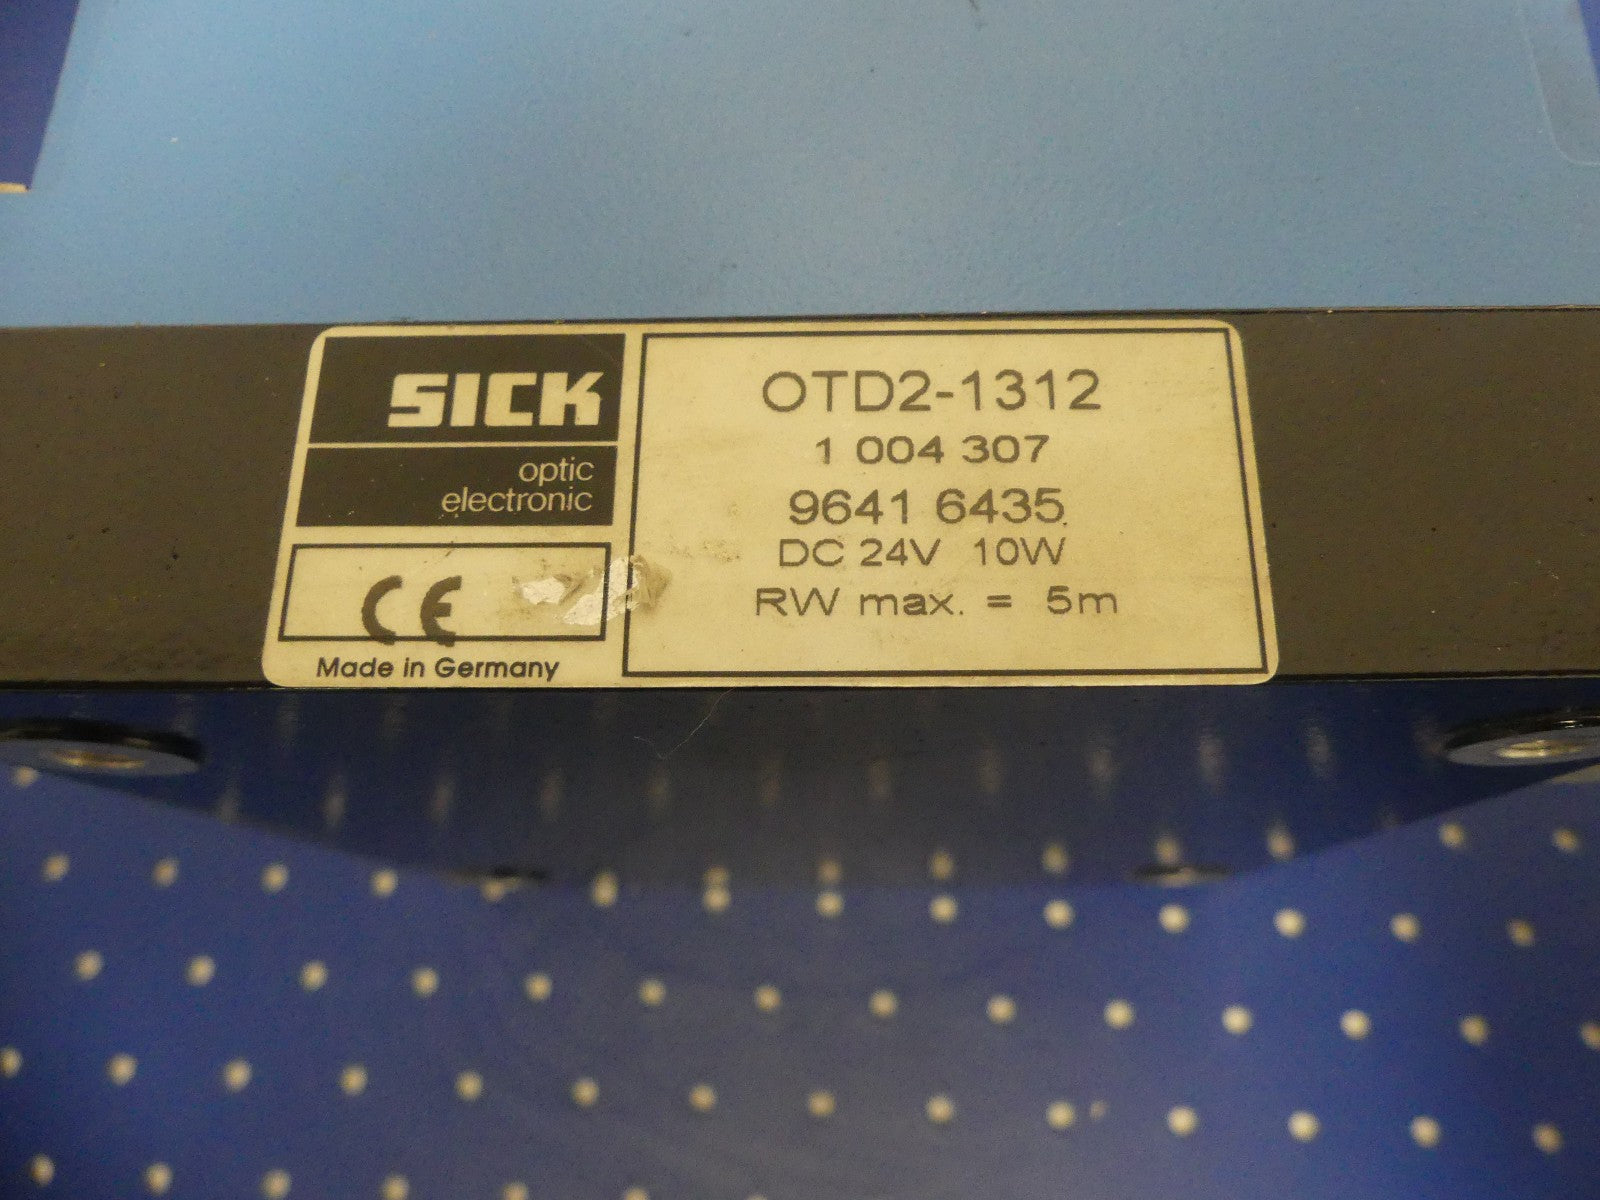 SICK
optic
electronic
CE
Made in Germany
OTD2-1312
1 004 307
9641 6435
DC 24V 10W
RW max. = 5m